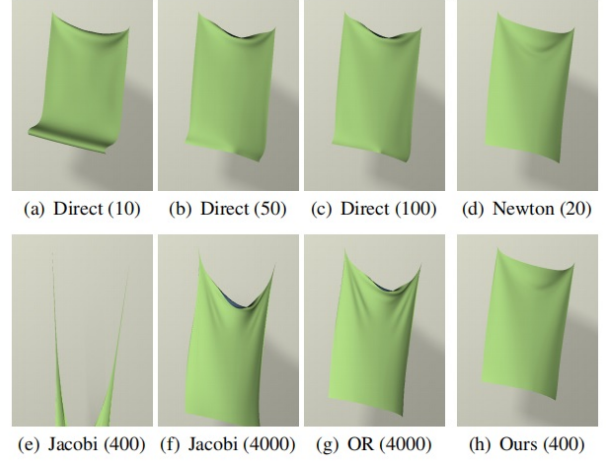 (a) Direct (10)
(b) Direct (50)
(c) Direct (100)
(d) Newton (20)
(e) Jacobi (400)
(f) Jacobi (4000)
(g) OR (4000)
(h) Ours (400)